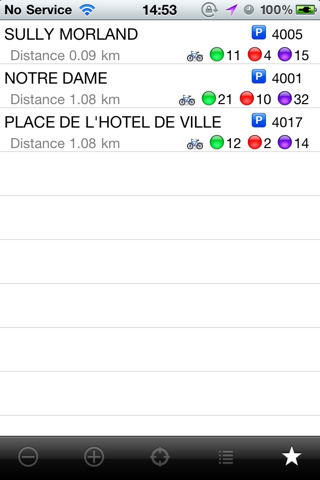 No Service 14:53 100%
SULLY MORLAND P 4005
Distance 0.09 km 11 4 15
NOTRE DAME P 4001
Distance 1.08 km 21 10 32
PLACE DE L'HOTEL DE VILLE P 4017
Distance 1.08 km 12 2 14